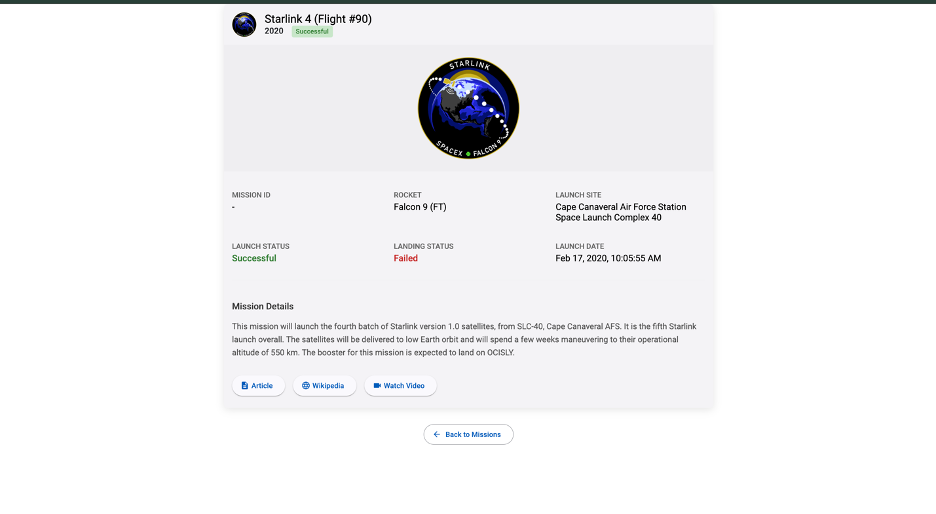 Starlink 4 (Flight #90)
2020 Successful
STARLINK
SPACEX FALCON 9
MISSION ID
-
ROCKET
Falcon 9 (FT)
LAUNCH SITE
Cape Canaveral Air Force Station
Space Launch Complex 40
LAUNCH STATUS
Successful
LANDING STATUS
Failed
LAUNCH DATE
Feb 17, 2020, 10:05:55 AM
Mission Details
This mission will launch the fourth batch of Starlink version 1.0 satellites, from SLC-40, Cape Canaveral AFS. It is the fifth Starlink
launch overall. The satellites will be delivered to low Earth orbit and will spend a few weeks maneuvering to their operational
altitude of 550 km. The booster for this mission is expected to land on OCISLY.
Article Wikipedia Watch Video
Back to Missions